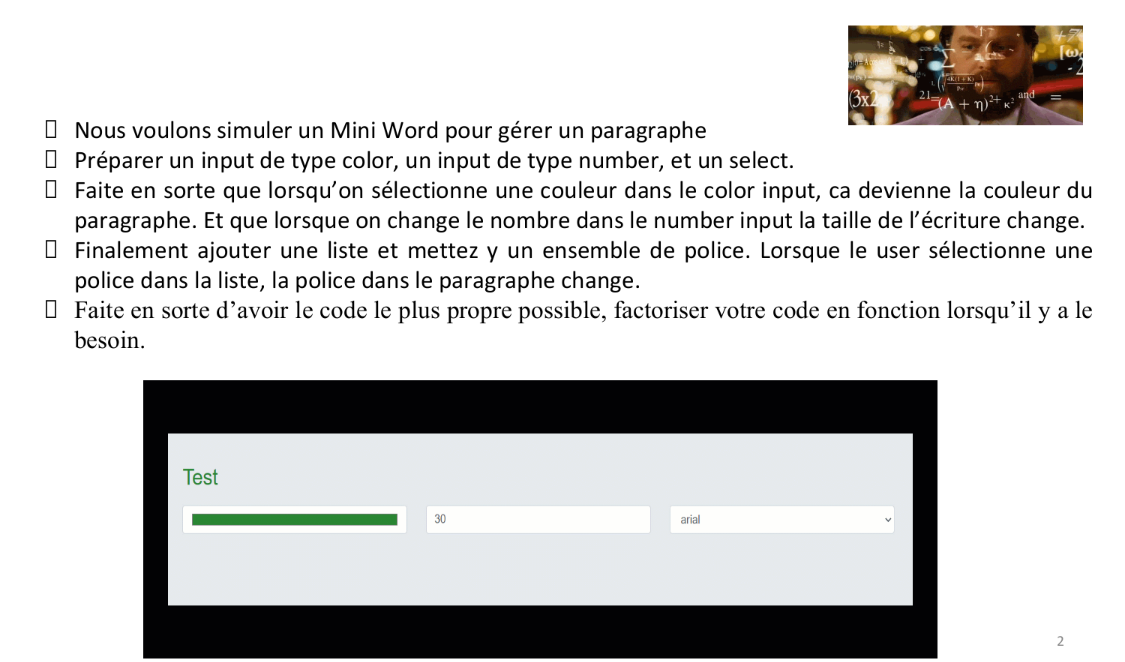 Nous voulons simuler un Mini Word pour gérer un paragraphe
Préparer un input de type color, un input de type number, et un select.
Faite en sorte que lorsqu’on sélectionne une couleur dans le color input, ca devienne la couleur du
paragraphe. Et que lorsque on change le nombre dans le number input la taille de l’écriture change.
Finalement ajouter une liste et mettez y un ensemble de police. Lorsque le user sélectionne une
police dans la liste, la police dans le paragraphe change.
Faite en sorte d’avoir le code le plus propre possible, factoriser votre code en fonction lorsqu’il y a le
besoin.
Test
30
arial
2